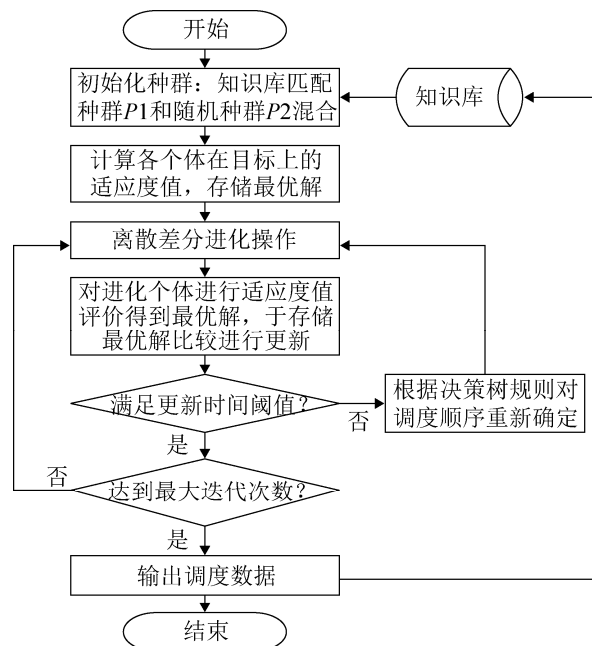 开始
初始化种群：知识库匹配
种群P1和随机种群P2混合
知识库
计算各个体在目标上的
适应度值，存储最优解
离散差分进化操作
对进化个体进行适应度值
评价得到最优解，于存储
最优解比较进行更新
满足更新时间阈值？
否
根据决策树规则对
调度顺序重新确定
是
否
达到最大迭代次数？
是
输出调度数据
结束